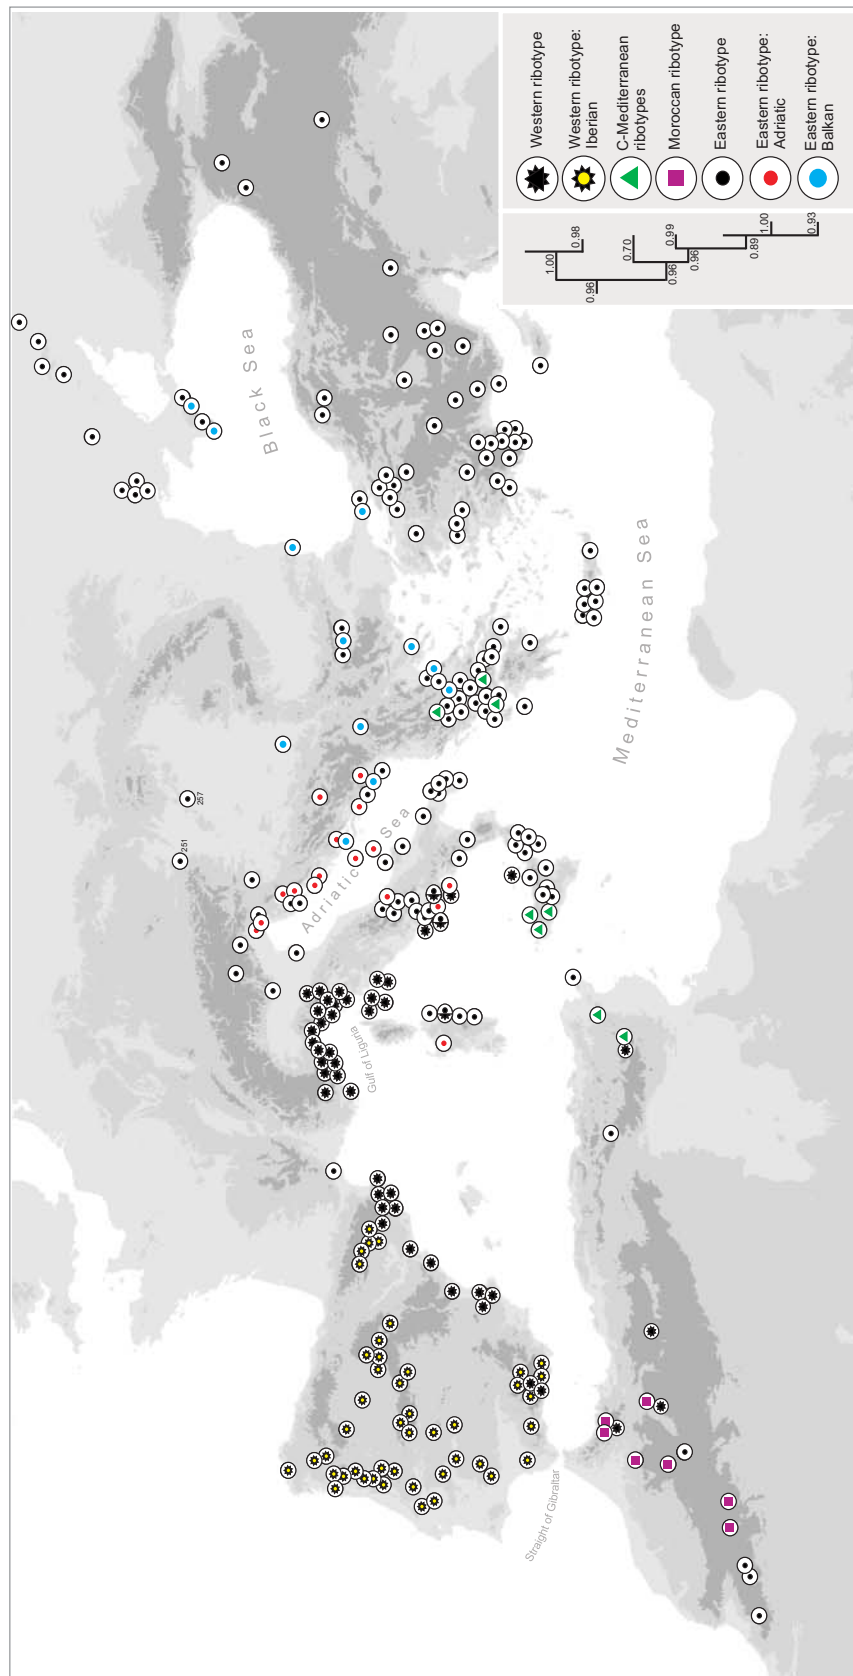 Black Sea
Adriatic Sea
Mediterranean Sea
Gulf of Liguria
Straight of Gibraltar
251
257
Western ribotype
Western ribotype:
Iberian
C-Mediterranean
ribotypes
Moroccan ribotype
Eastern ribotype
Eastern ribotype:
Adriatic
Eastern ribotype:
Balkan
1.00
0.98
0.96
0.70
0.96
0.99
0.96
0.89
1.00
0.93